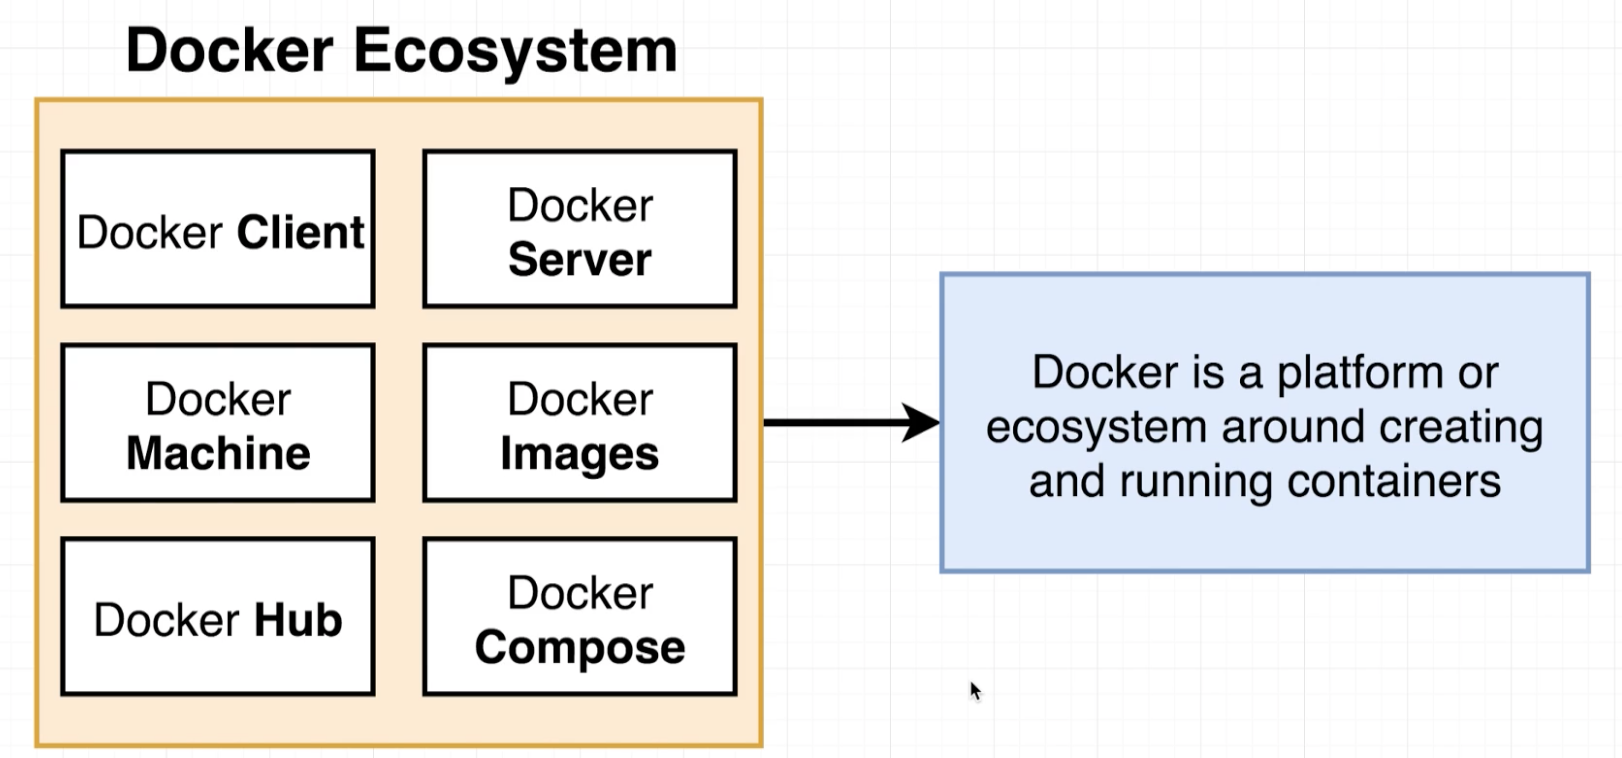 Docker Ecosystem
Docker Client
Docker
Server
Docker
Machine
Docker
Images
Docker Hub
Docker
Compose
Docker is a platform or
ecosystem around creating
and running containers